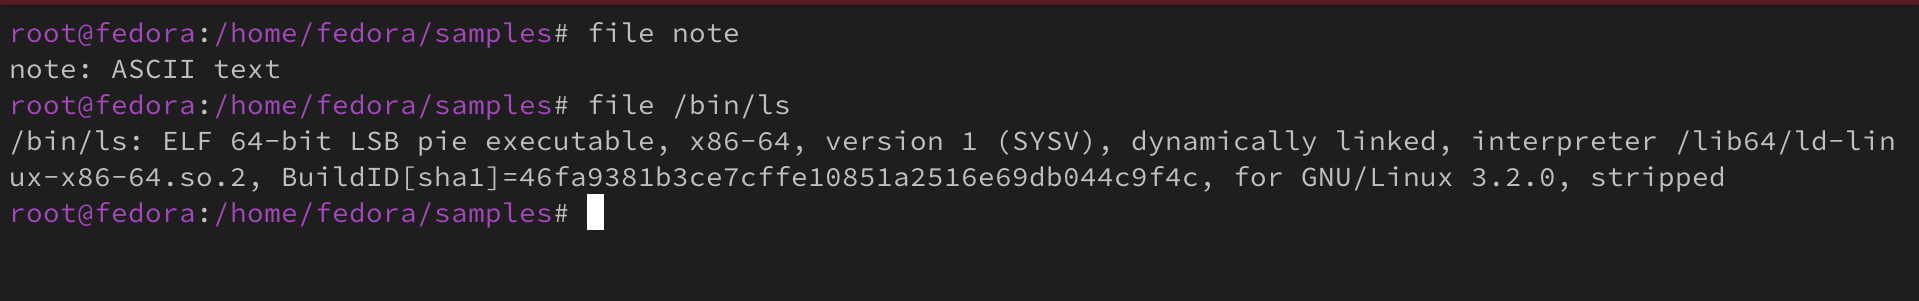 root@fedora:/home/fedora/samples# file note
note: ASCII text
root@fedora:/home/fedora/samples# file /bin/ls
/bin/ls: ELF 64-bit LSB pie executable, x86-64, version 1 (SYSV), dynamically linked, interpreter /lib64/ld-lin
ux-x86-64.so.2, BuildID[sha1]=46fa9381b3ce7cffe10851a2516e69db044c9f4c, for GNU/Linux 3.2.0, stripped
root@fedora:/home/fedora/samples#